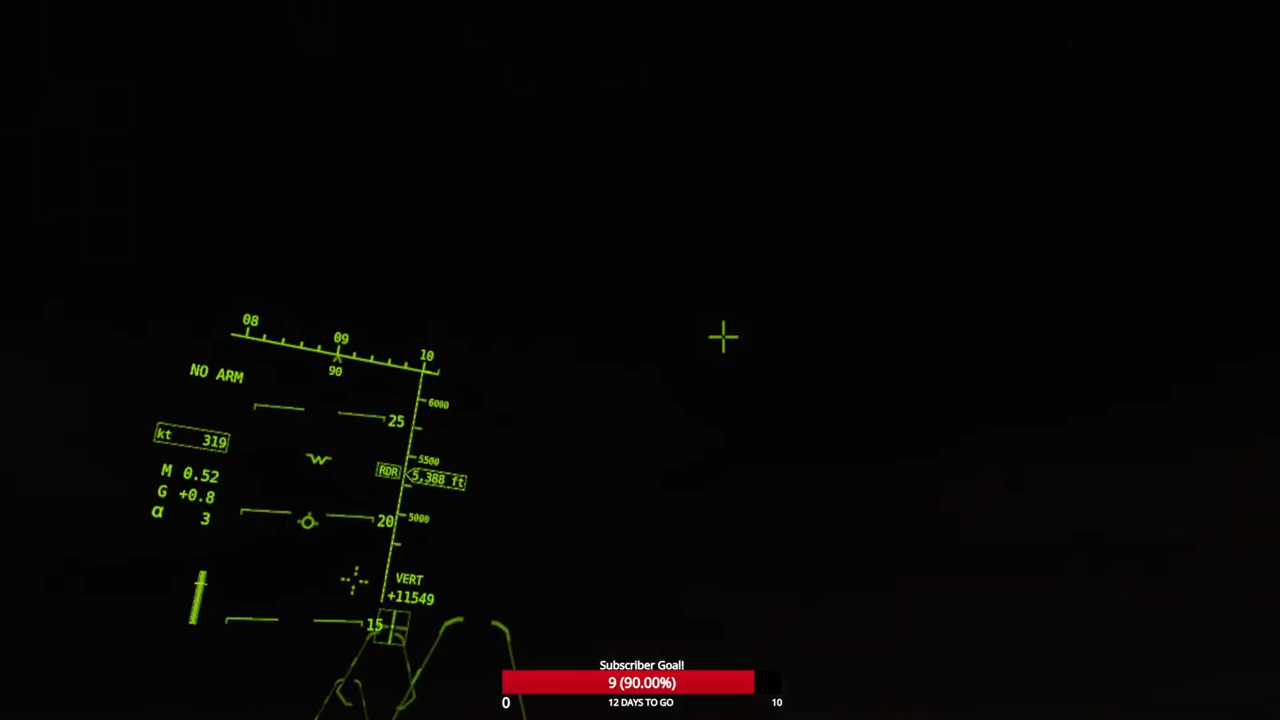 08 09 10
90
NO ARM
6000
25
kt 319
5500
RDR 5,388 ft
M 0.52
G +0.8
α 3
20 5000
VERT
+11549
15
Subscriber Goal!
9 (90.00%)
0 12 DAYS TO GO 10